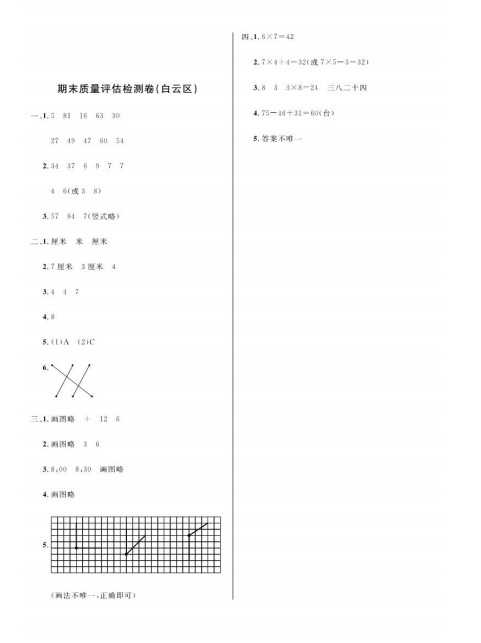 期末质量评估检测卷(白云区)
一、1. 5 81 16 63 30
27 49 47 60 54
2. 34 37 6 9 7 7
4 6(或3 8)
3. 57 94 7(竖式略)
二、1. 厘米 米 厘米
2. 7厘米 3厘米 4
3. 4 4 7
4. 8
5. (1)A (2)C
6.
三、1. 画图略 + 12 6
2. 画图略 3 6
3. 8:00 8:30 画图略
4. 画图略
5.
(画法不唯一,正确即可)
四、1. 6×7=42
2. 7×4+4=32(或7×5-3=32)
3. 8 3 3×8=24 三八二十四
4. 75-46+31=60(台)
5. 答案不唯一